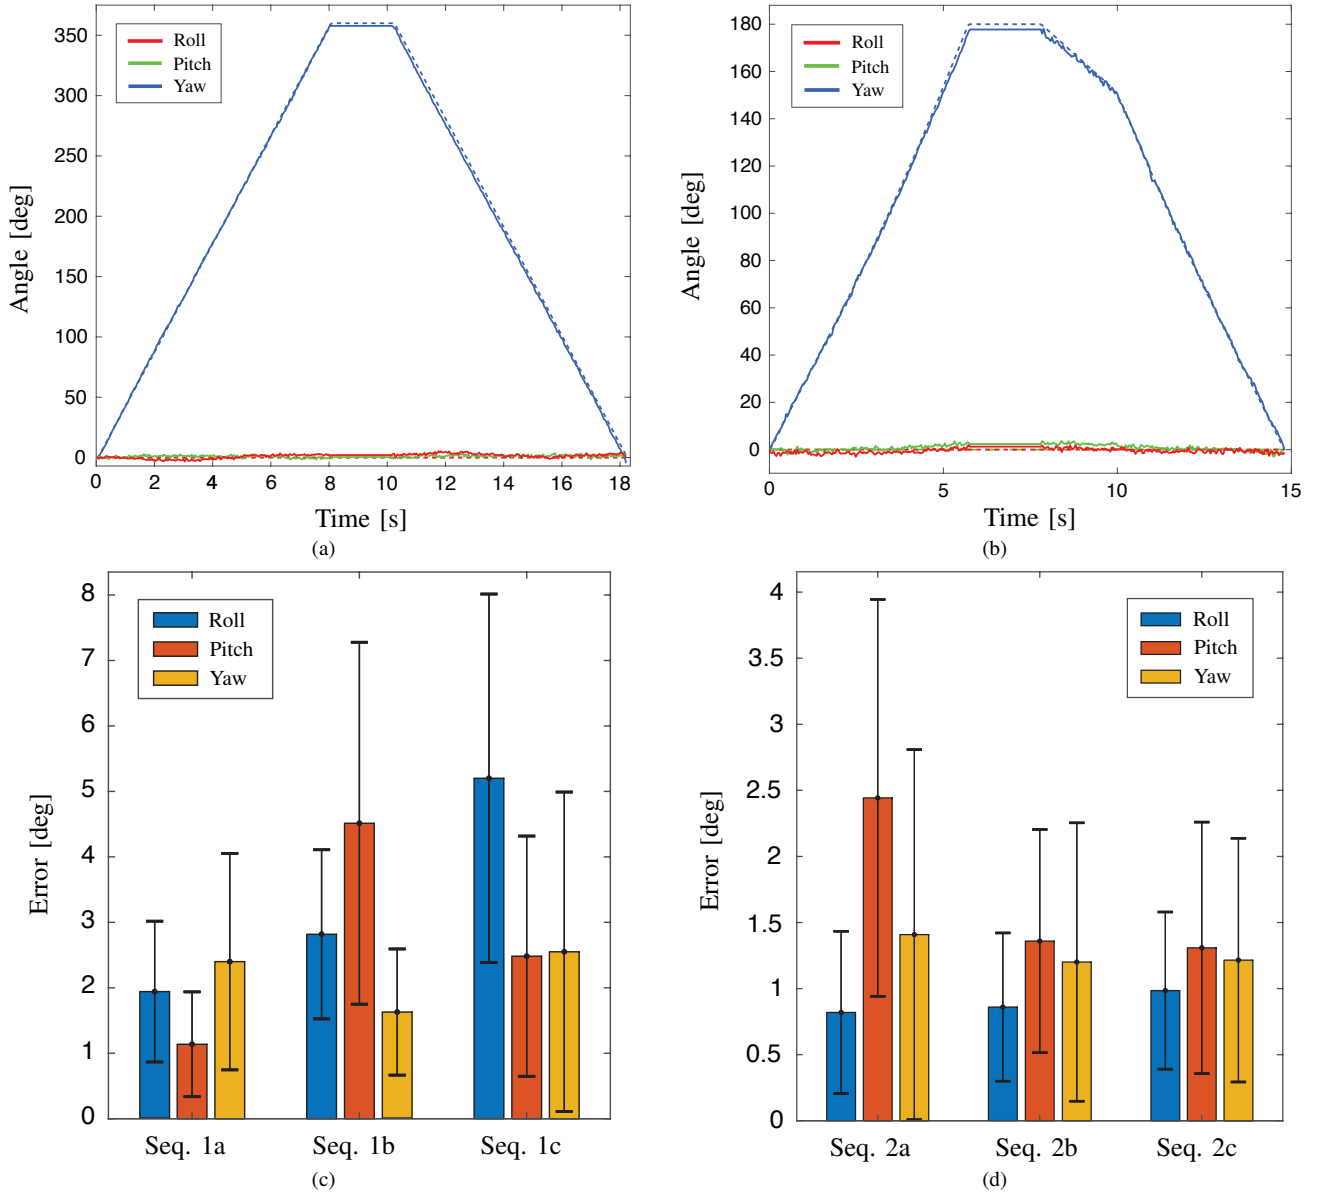 350
300
250
200
150
100
50
0
Angle [deg]
Roll
Pitch
Yaw
0 2 4 6 8 10 12 14 16 18
Time [s]
(a)
180
160
140
120
100
80
60
40
20
0
Angle [deg]
Roll
Pitch
Yaw
0 5 10 15
Time [s]
(b)
8
7
6
5
4
3
2
1
0
Error [deg]
Roll
Pitch
Yaw
Seq. 1a Seq. 1b Seq. 1c
(c)
4
3.5
3
2.5
2
1.5
1
0.5
0
Error [deg]
Roll
Pitch
Yaw
Seq. 2a Seq. 2b Seq. 2c
(d)